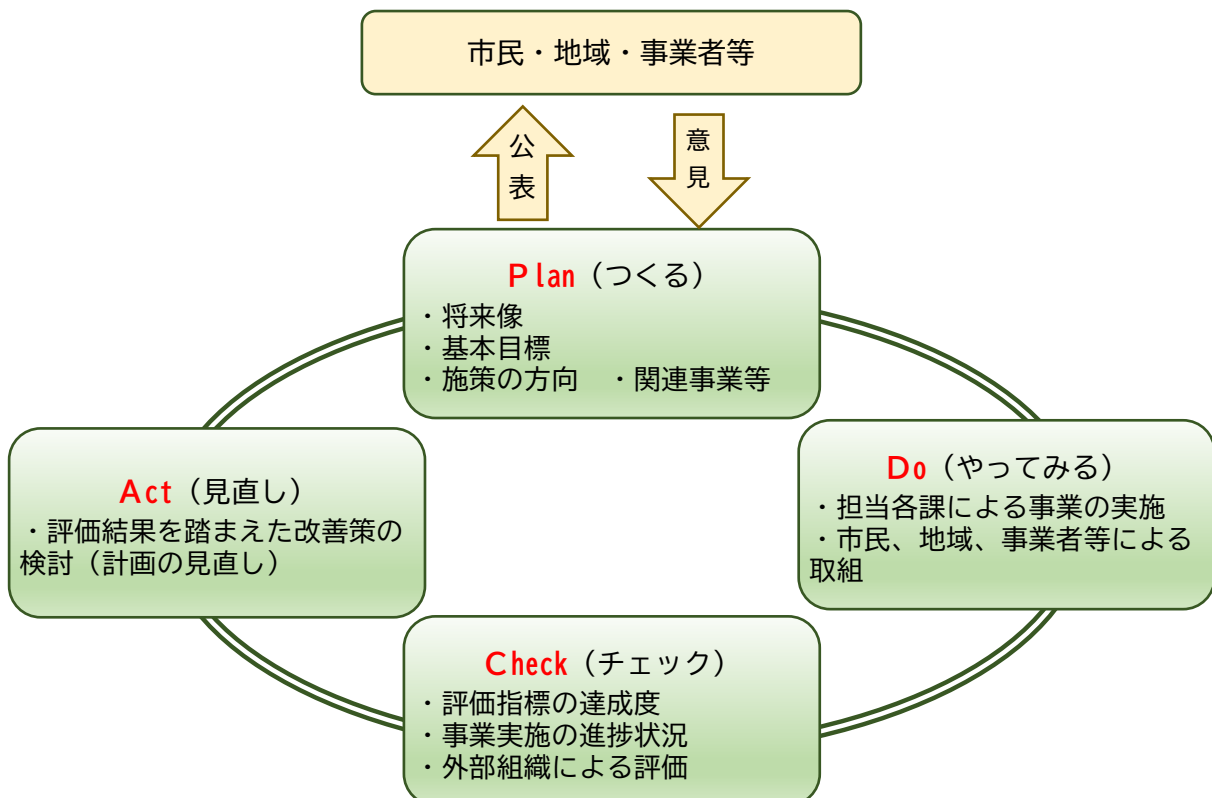 市民・地域・事業者等
公表
意見
Plan（つくる）
・将来像
・基本目標
・施策の方向　・関連事業等
Act（見直し）
・評価結果を踏まえた改善策の
検討（計画の見直し）
Do（やってみる）
・担当各課による事業の実施
・市民、地域、事業者等による
取組
Check（チェック）
・評価指標の達成度
・事業実施の進捗状況
・外部組織による評価